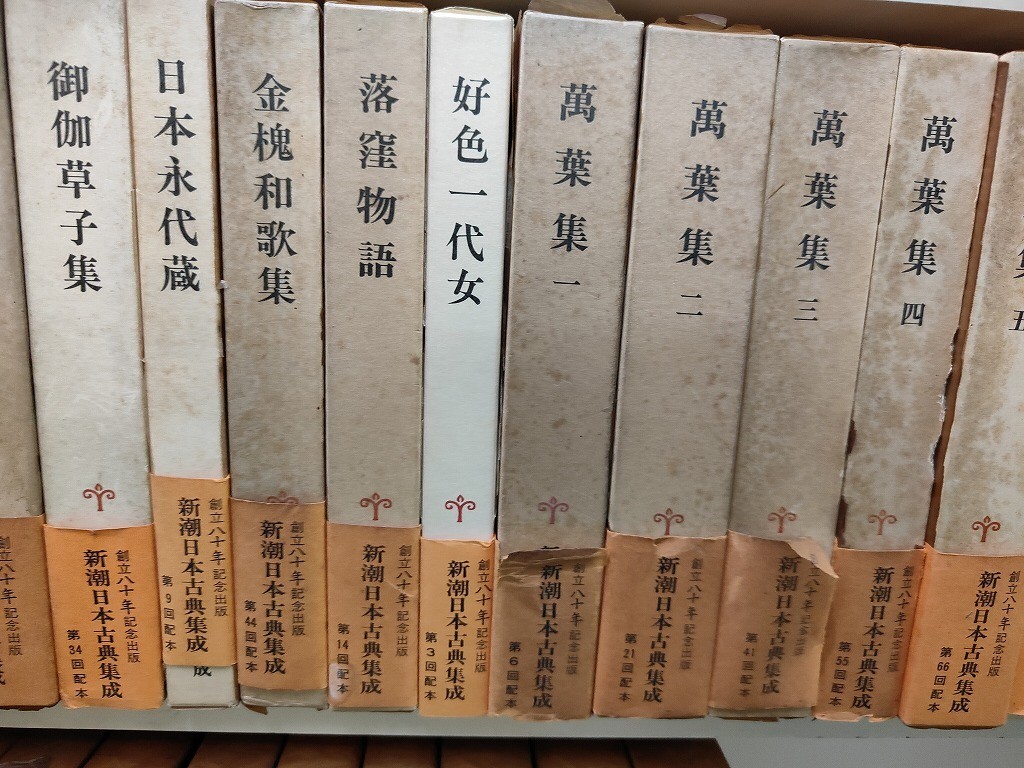 創立八十年記念出版
御伽草子集
創立八十年記念出版
新潮日本古典集成
第34回配本
日本永代蔵
創立八十年記念出版
新潮日本古典集成
第9回配本
成
金槐和歌集
創立八十年記念出版
新潮日本古典集成
第44回配本
落窪物語
創立八十年記念出版
新潮日本古典集成
第14回配本
好色一代女
創立八十年記念出版
新潮日本古典集成
第3回配本
萬葉集 一
創立八十年記念出版
新潮日本古典集成
第6回配本
萬葉集 二
創立八十年記念出版
新潮日本古典集成
第21回配本
萬葉集 三
創立八十年記念出版
新潮日本古典集成
第41回配本
萬葉集 四
創立八十年記念出版
新潮日本古典集成
第55回配本
集 五
創立八十年記念出版
新潮日本古典集成
第66回配本